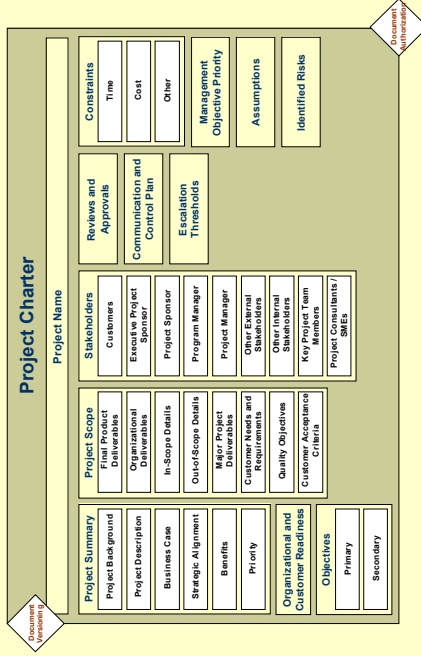 Document
Versioning
Project Charter
Document
Authorization
Project Name
Project Summary
Project Background
Project Description
Business Case
Strategic Alignment
Benefits
Priority
Organizational and
Customer Readiness
Objectives
Primary
Secondary
Project Scope
Final Product
Deliverables
Organizational
Deliverables
In-Scope Details
Out-of-Scope Details
Major Project
Deliverables
Customer Needs and
Requirements
Quality Objectives
Customer Acceptance
Criteria
Stakeholders
Customers
Executive Project
Sponsor
Project Sponsor
Program Manager
Project Manager
Other External
Stakeholders
Other Internal
Stakeholders
Key Project Team
Members
Project Consultants /
SMEs
Reviews and
Approvals
Communication and
Control Plan
Escalation
Thresholds
Constraints
Time
Cost
Other
Management
Objective Priority
Assumptions
Identified Risks